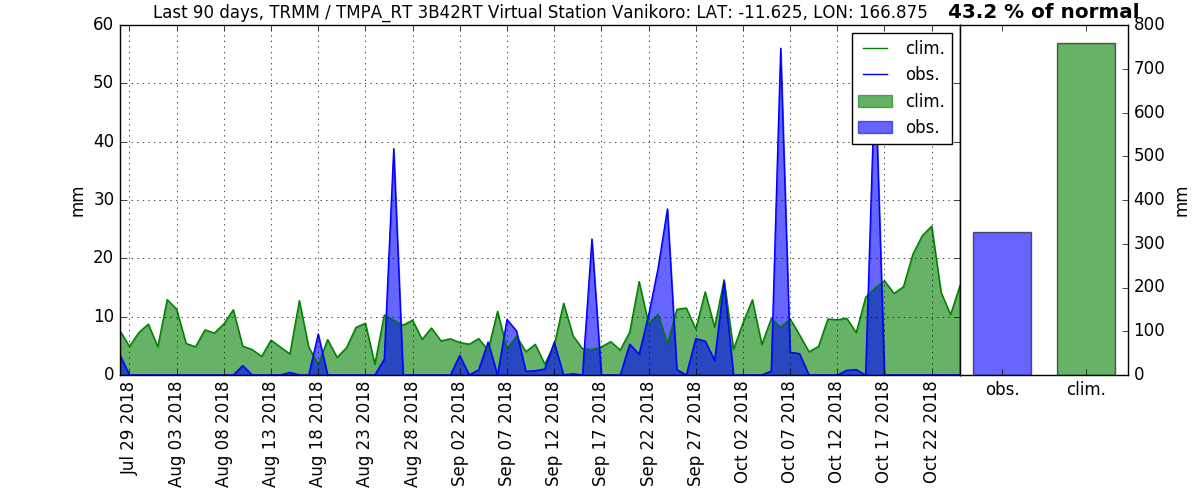 Last 90 days, TRMM / TMPA_RT 3B42RT Virtual Station Vanikoro: LAT: -11.625, LON: 166.875
43.2 % of normal
60
50
40
30
20
10
0
mm
clim.
obs.
clim.
obs.
800
700
600
500
400
300
200
100
0
mm
Jul 29 2018
Aug 03 2018
Aug 08 2018
Aug 13 2018
Aug 18 2018
Aug 23 2018
Aug 28 2018
Sep 02 2018
Sep 07 2018
Sep 12 2018
Sep 17 2018
Sep 22 2018
Sep 27 2018
Oct 02 2018
Oct 07 2018
Oct 12 2018
Oct 17 2018
Oct 22 2018
obs.
clim.